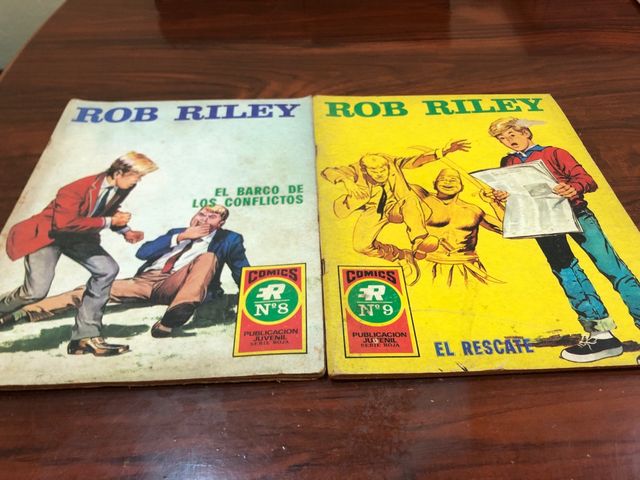 ROB RILEY
EL BARCO DE
LOS CONFLICTOS
COMICS
R
Nº8
PUBLICACION
JUVENIL
SERIE ROJA
ROB RILEY
COMICS
R
Nº9
PUBLICACION
JUVENIL
SERIE ROJA
EL RESCATE